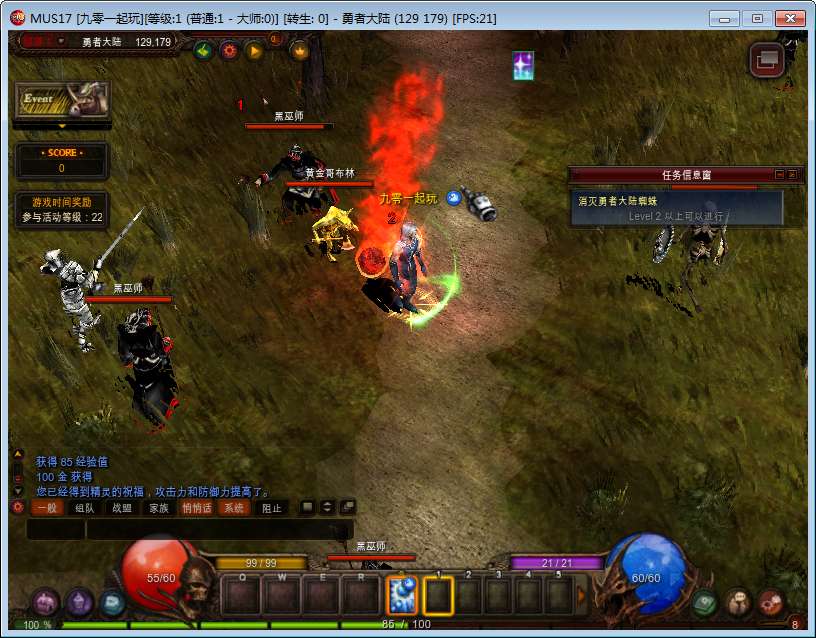 MUS17 [九零一起玩][等级:1 (普通:1 - 大师:0)] [转生: 0] - 勇者大陆 (129 179) [FPS:21]
勇者大陆 129,179
Event
1
黑巫师
• SCORE •
0
黄金哥布林
任务信息窗
游戏时间奖励
参与活动等级 : 22
九零一起玩
消灭勇者大陆蜘蛛
2
Level 2 以上可以进行
黑巫师
获得 85 经验值
100 金 获得
您已经得到精灵的祝福，攻击力和防御力提高了。
一般 组队 战盟 家族 悄悄话 系统 阻止
黑巫师
99 / 99
21 / 21
55/60
Q W E R 1 2 3 4 5
60/60
100 %
85 / 100
8